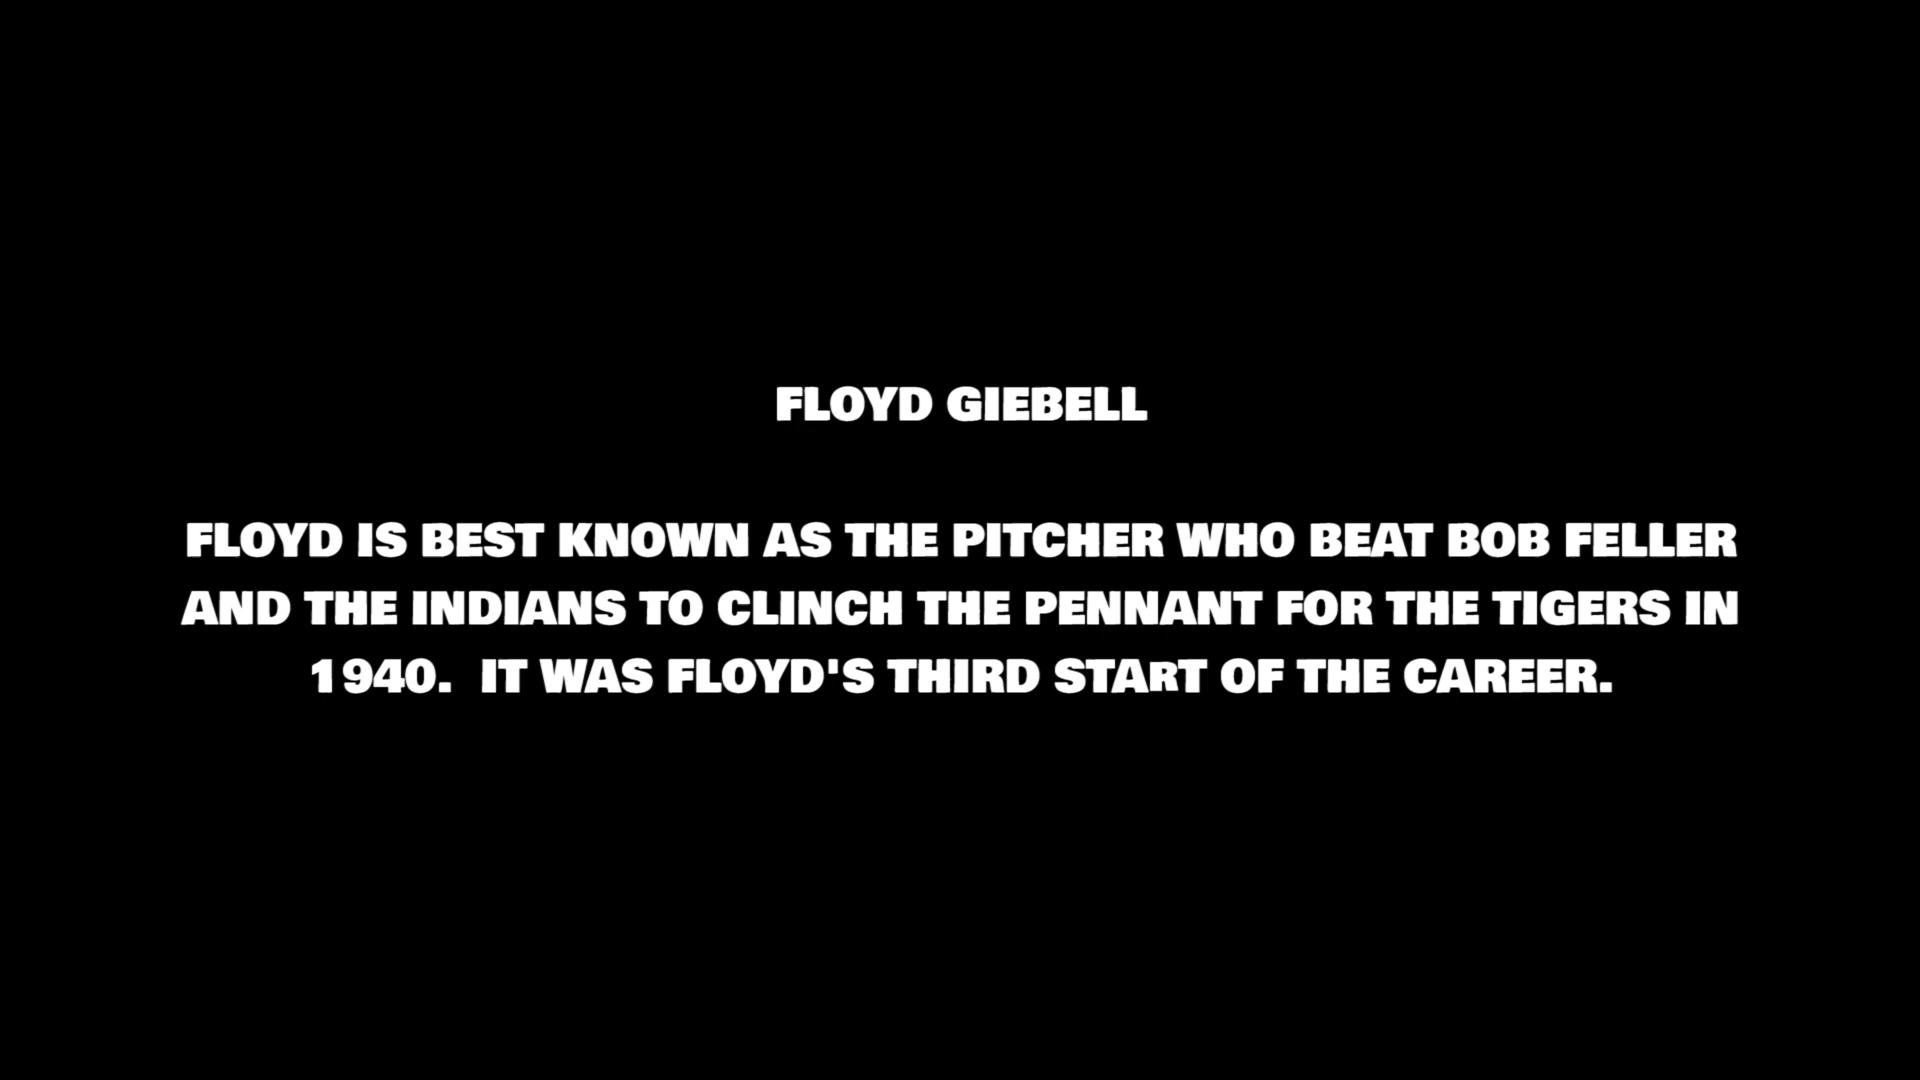 FLOYD GIEBELL
FLOYD IS BEST KNOWN AS THE PITCHER WHO BEAT BOB FELLER
AND THE INDIANS TO CLINCH THE PENNANT FOR THE TIGERS IN
1940.  IT WAS FLOYD'S THIRD STArT OF THE CAREER.